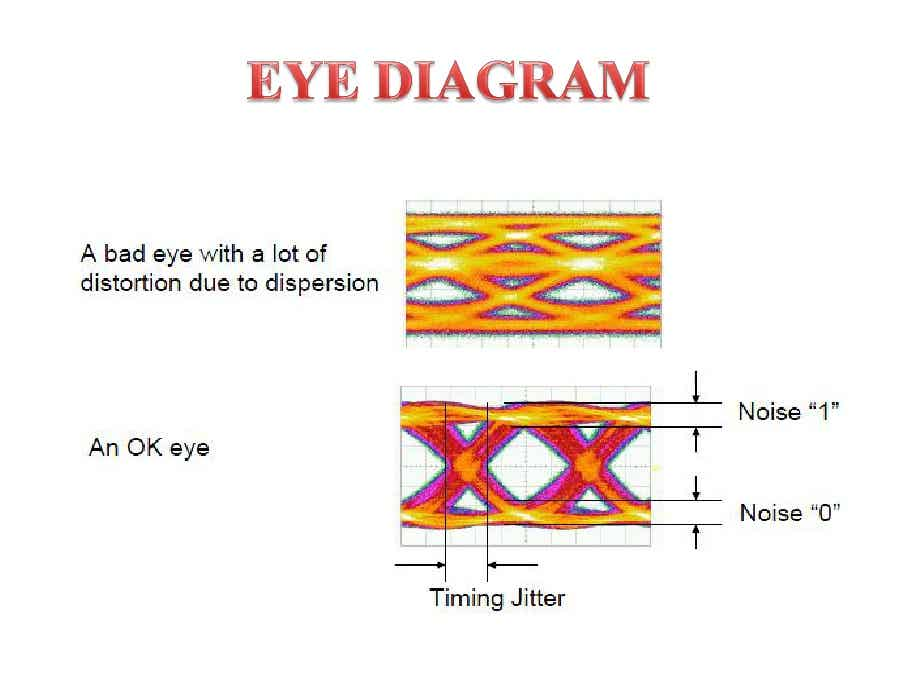 EYE DIAGRAM
A bad eye with a lot of
distortion due to dispersion
An OK eye
Noise “1”
Noise “0”
Timing Jitter